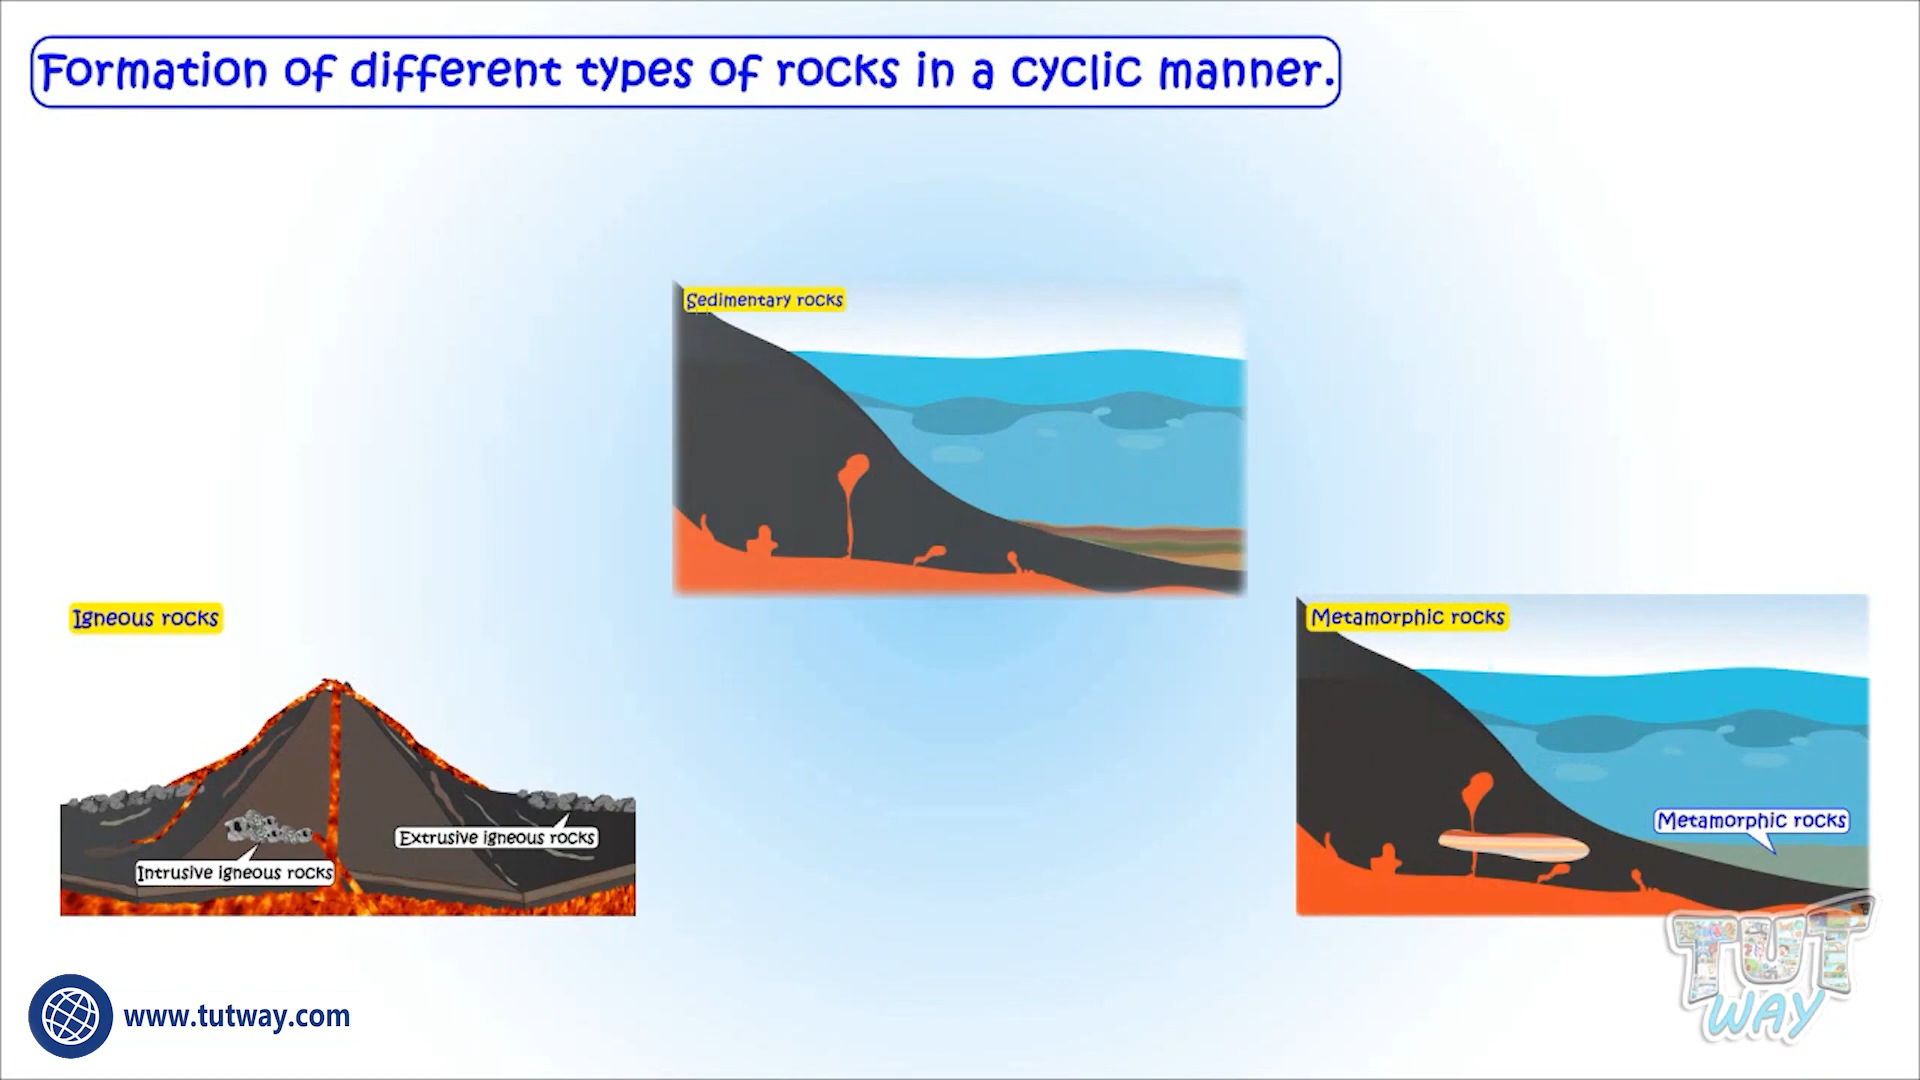 Formation of different types of rocks in a cyclic manner.
Sedimentary rocks
Igneous rocks
Metamorphic rocks
Extrusive igneous rocks
Intrusive igneous rocks
Metamorphic rocks
www.tutway.com
TUT
WAY